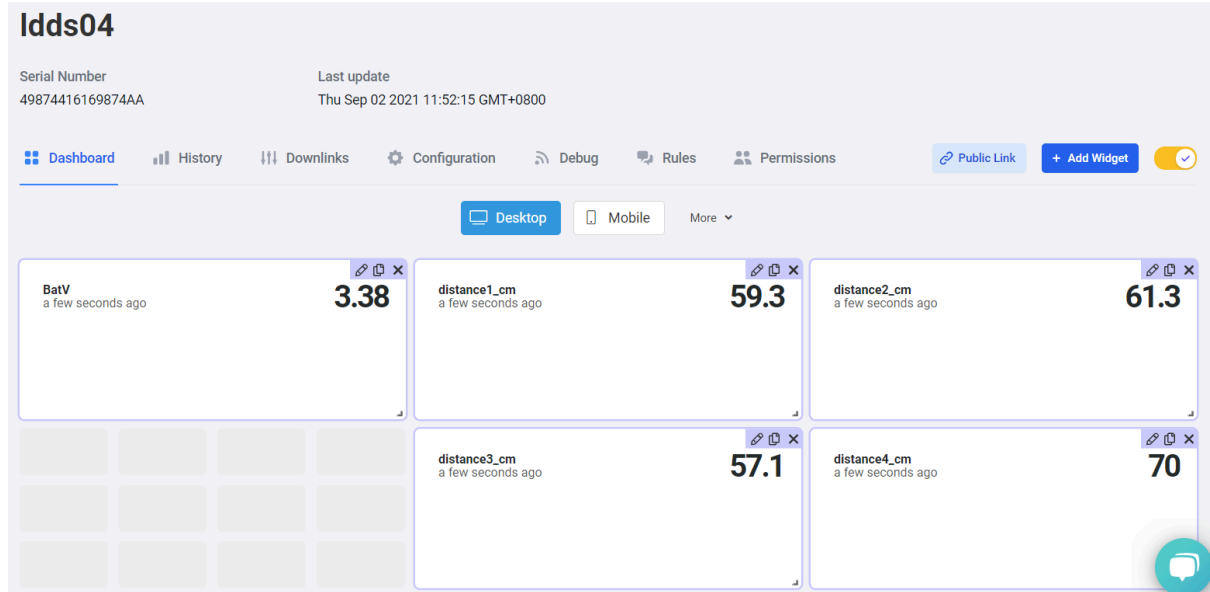 ldds04
Serial Number
Last update
49874416169874AA
Thu Sep 02 2021 11:52:15 GMT+0800
Dashboard
History
Downlinks
Configuration
Debug
Rules
Permissions
Public Link
+ Add Widget
Desktop
Mobile
More
BatV
a few seconds ago
3.38
distance1_cm
a few seconds ago
59.3
distance2_cm
a few seconds ago
61.3
distance3_cm
a few seconds ago
57.1
distance4_cm
a few seconds ago
70